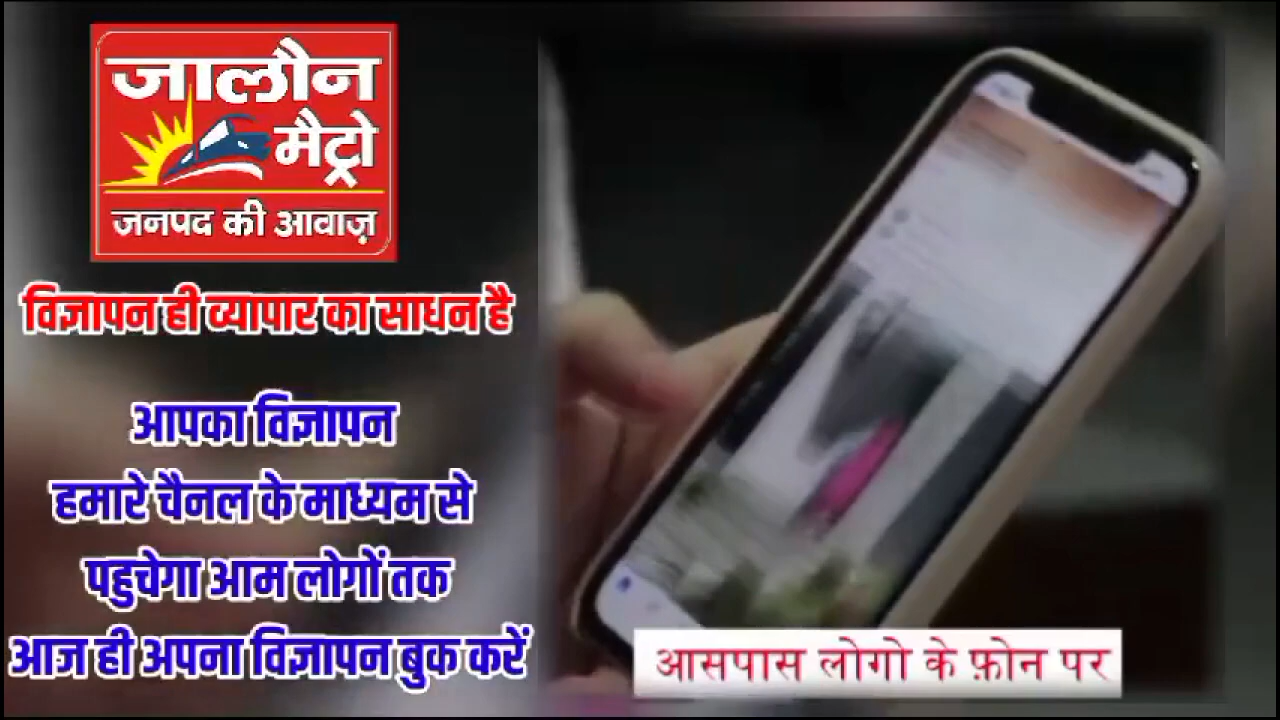 जालौन
मैट्रो
जनपद की आवाज़
विज्ञापन ही व्यापार का साधन है
आपका विज्ञापन
हमारे चैनल के माध्यम से
पहुचेगा आम लोगों तक
आज ही अपना विज्ञापन बुक करें
आसपास लोगो के फ़ोन पर